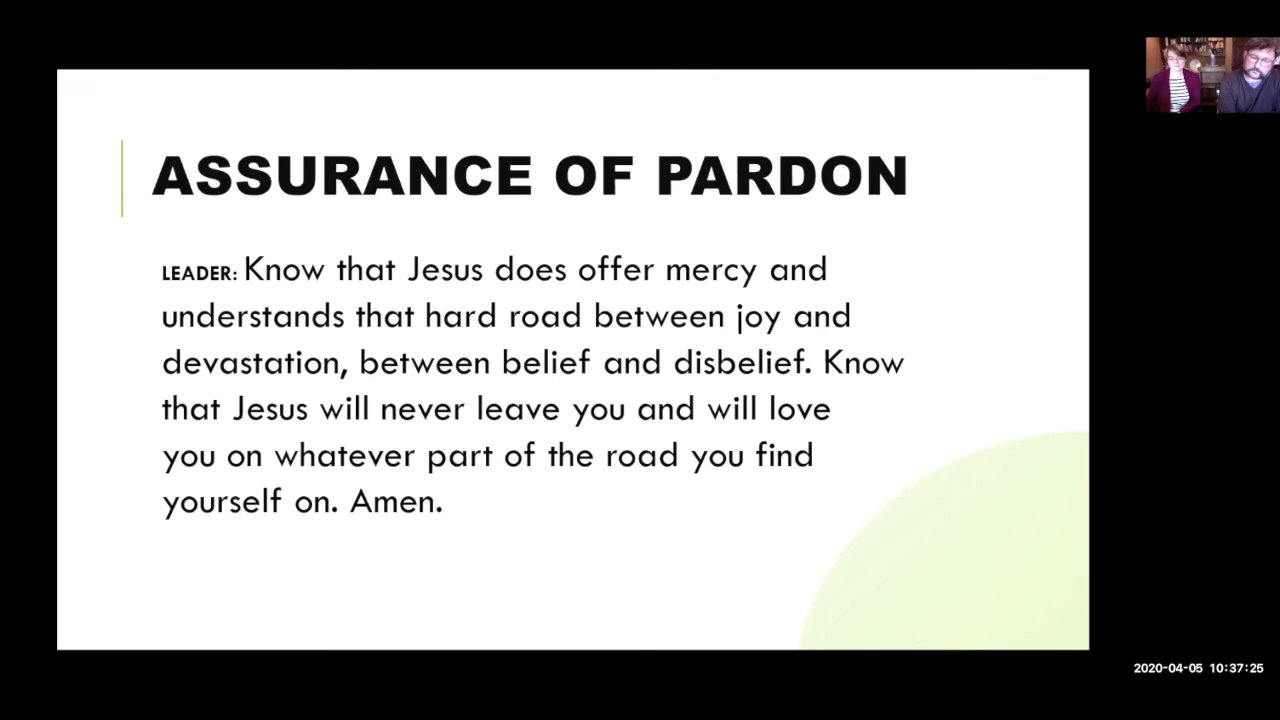 ASSURANCE OF PARDON
LEADER: Know that Jesus does offer mercy and
understands that hard road between joy and
devastation, between belief and disbelief. Know
that Jesus will never leave you and will love
you on whatever part of the road you find
yourself on. Amen.
2020-04-05 10:37:25